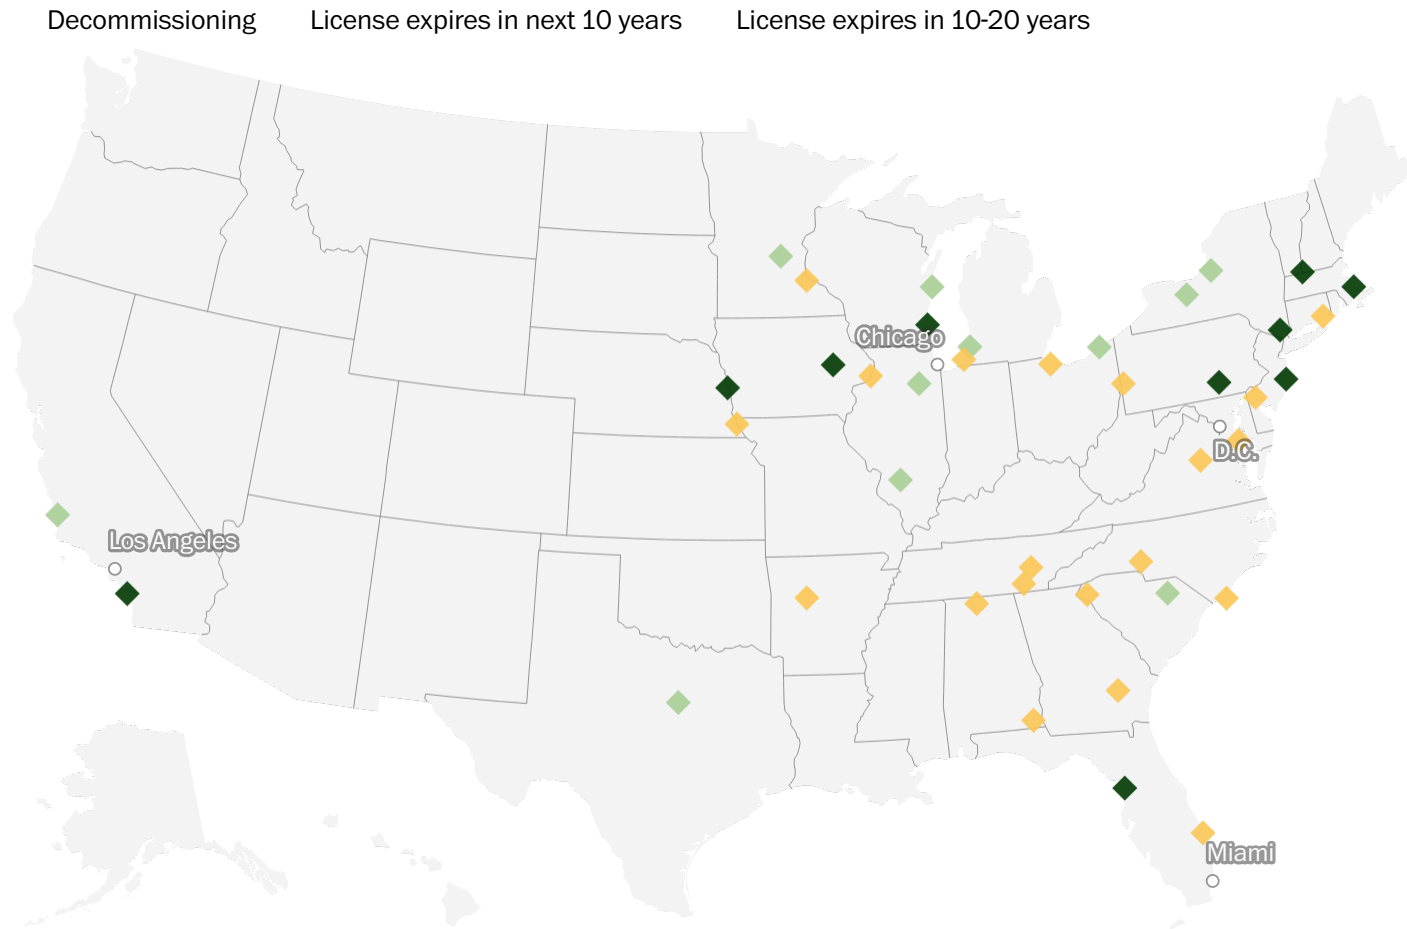 Decommissioning
License expires in next 10 years
License expires in 10-20 years
Chicago
D.C.
Los Angeles
Miami